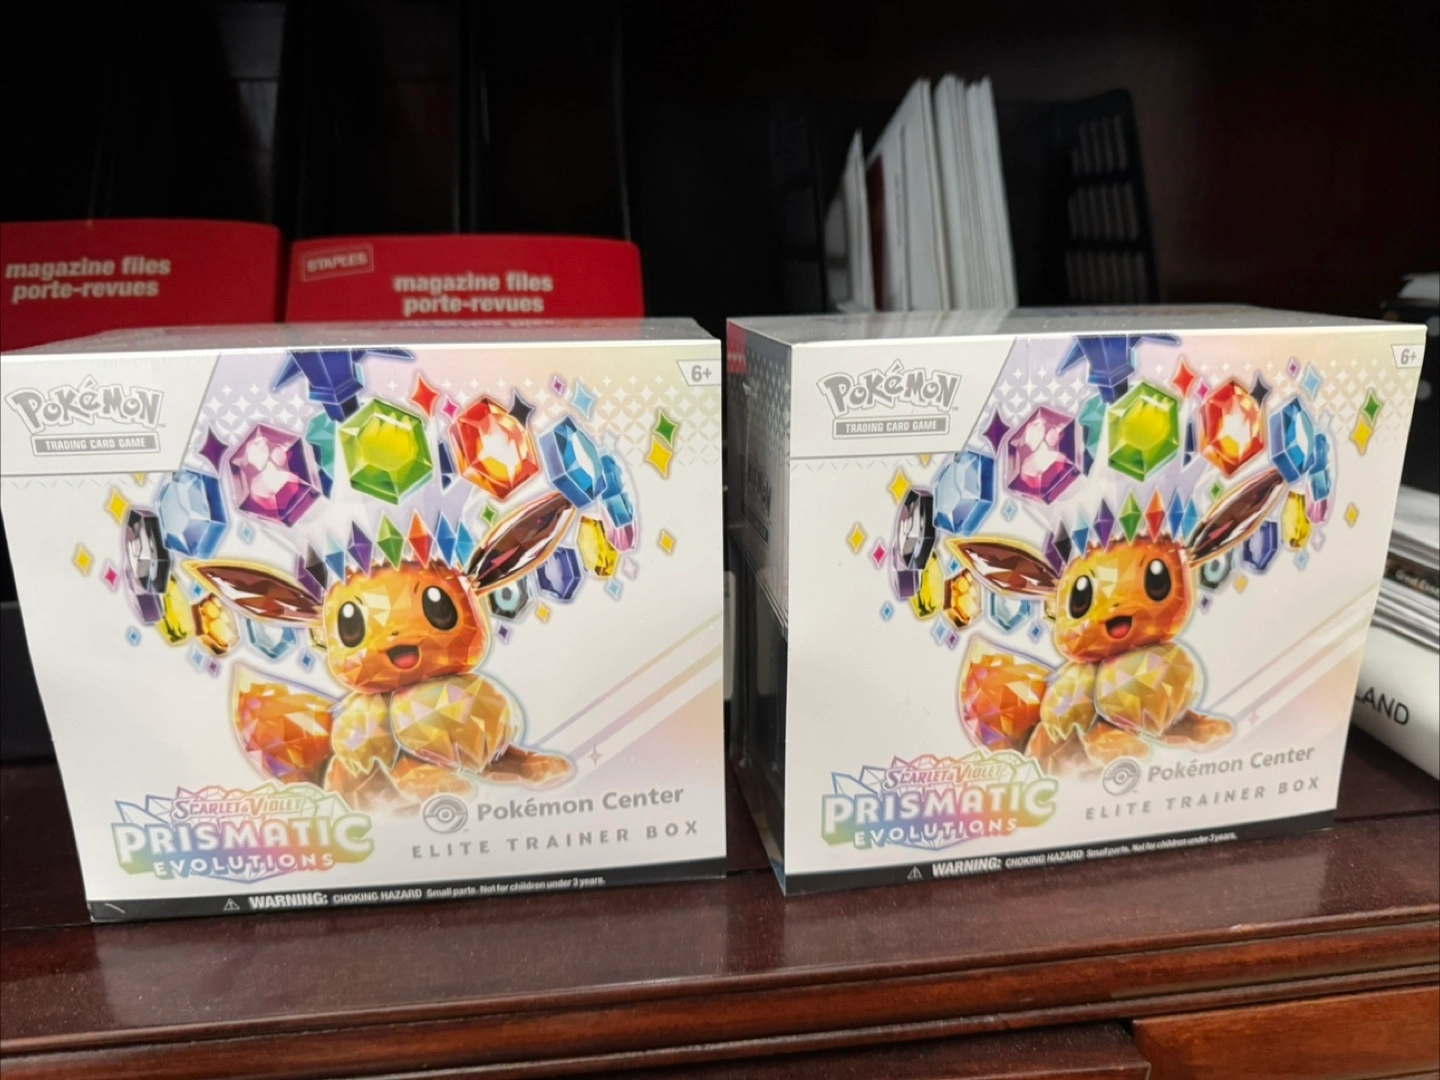 magazine files
porte-revues
STAPLES
magazine files
porte-revues
POKéMON
TRADING CARD GAME
6+
SCARLET & VIOLET
PRISMATIC
EVOLUTIONS
Pokémon Center
ELITE TRAINER BOX
WARNING: CHOKING HAZARD Small parts. Not for children under 3 years.
POKéMON
TRADING CARD GAME
6+
SCARLET & VIOLET
PRISMATIC
EVOLUTIONS
Pokémon Center
ELITE TRAINER BOX
WARNING: CHOKING HAZARD Small parts. Not for children under 3 years.
POKéMON
LAND